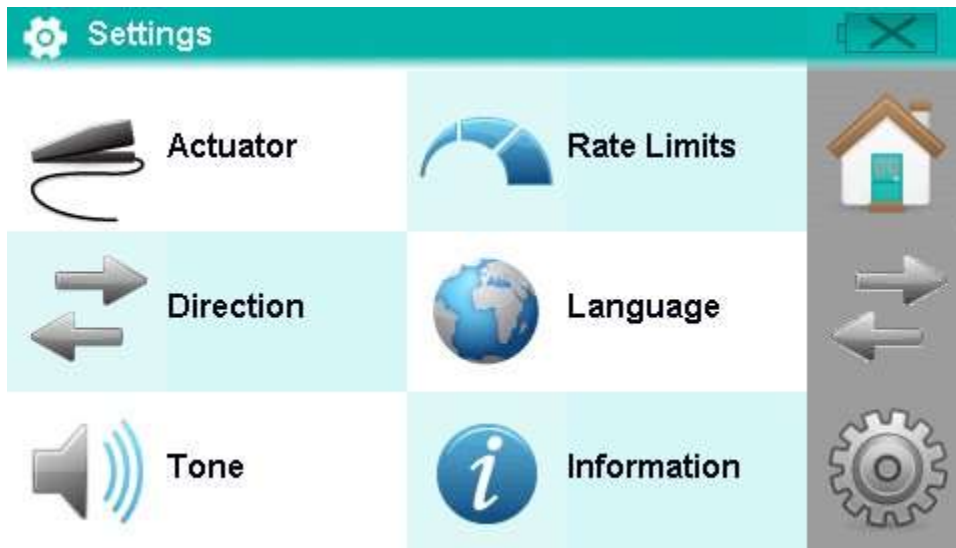 Settings
Actuator
Rate Limits
Direction
Language
Tone
Information